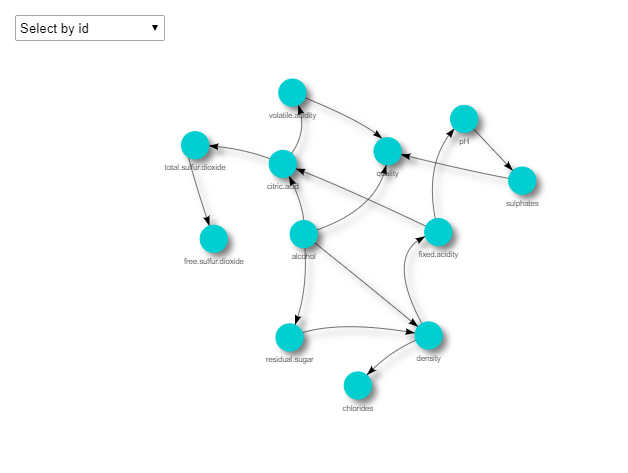 Select by id
volatile.acidity
pH
total.sulfur.dioxide
quality
citric.acid
sulphates
alcohol
fixed.acidity
free.sulfur.dioxide
residual.sugar
density
chlorides